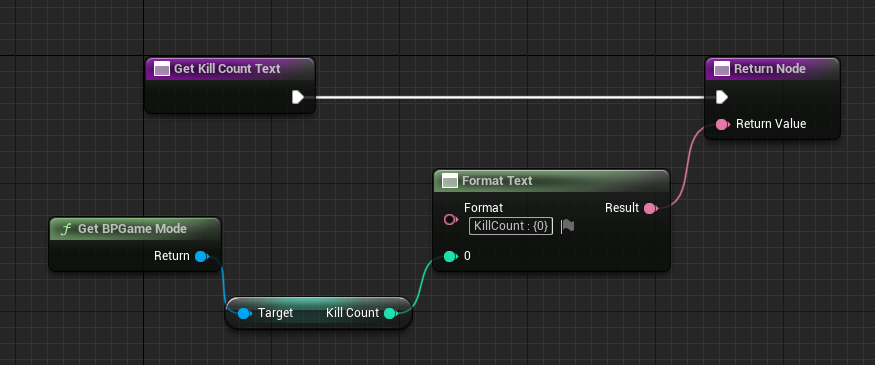 Get Kill Count Text
Return Node
Return Value
Format Text
Format
Result
KillCount : {0}
0
f Get BPGame Mode
Return
Target
Kill Count